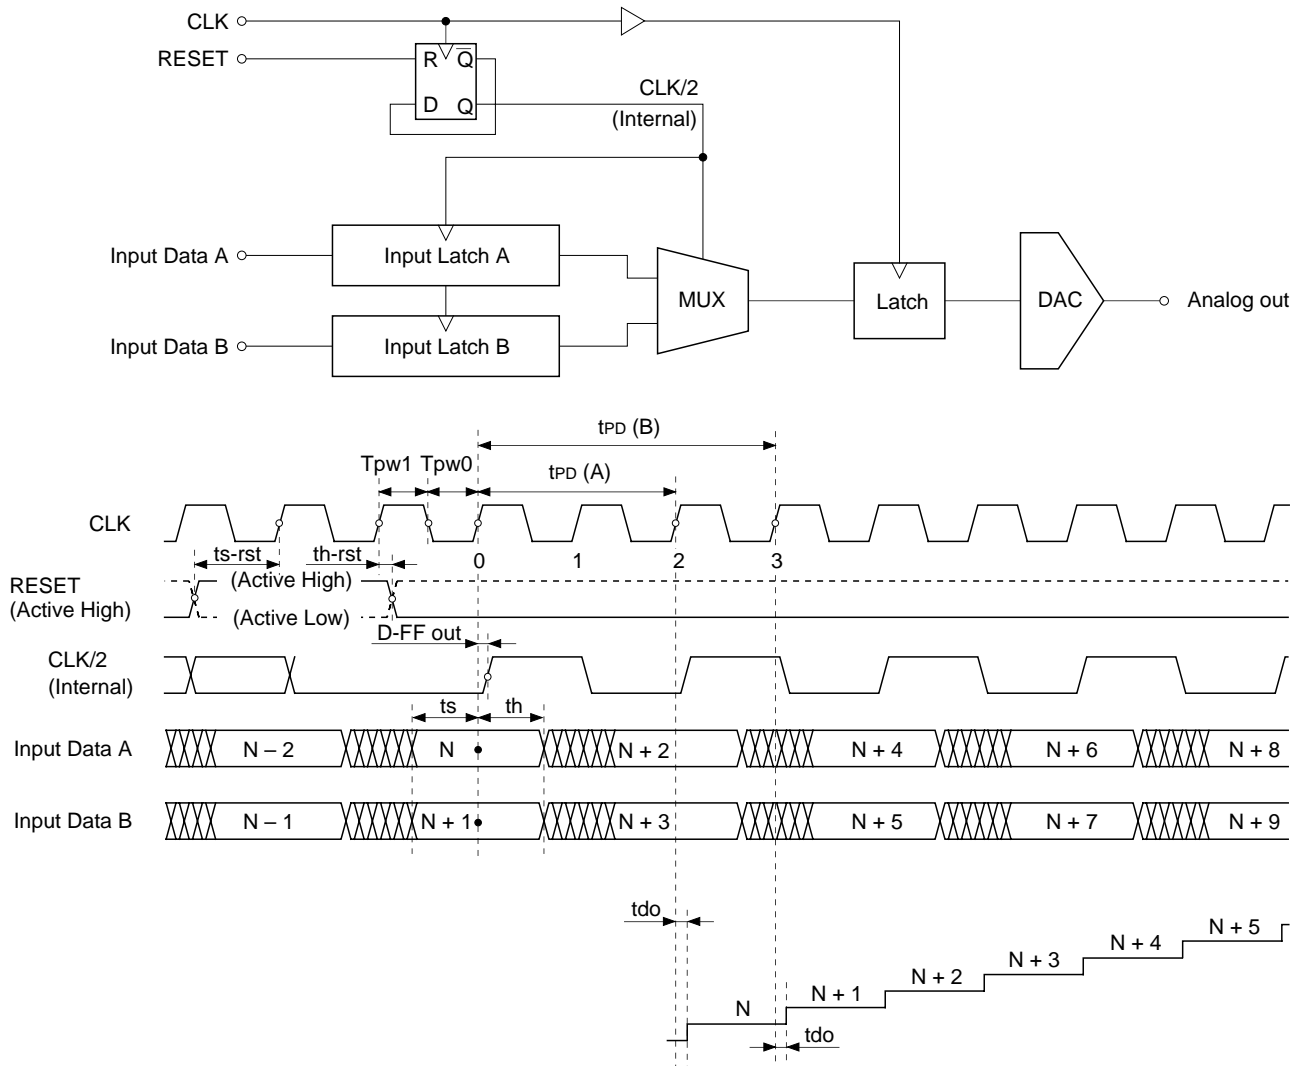 CLK
RESET
R Q
D Q
CLK/2
(Internal)
Input Data A
Input Latch A
MUX
Latch
DAC
Analog out
Input Data B
Input Latch B
tPD (B)
Tpw1
Tpw0
tPD (A)
CLK
ts-rst
th-rst
0
1
2
3
RESET
(Active High)
(Active High)
(Active Low)
D-FF out
CLK/2
(Internal)
ts
th
Input Data A
N – 2
N
N + 2
N + 4
N + 6
N + 8
Input Data B
N – 1
N + 1
N + 3
N + 5
N + 7
N + 9
tdo
N
N + 1
N + 2
N + 3
N + 4
N + 5
tdo